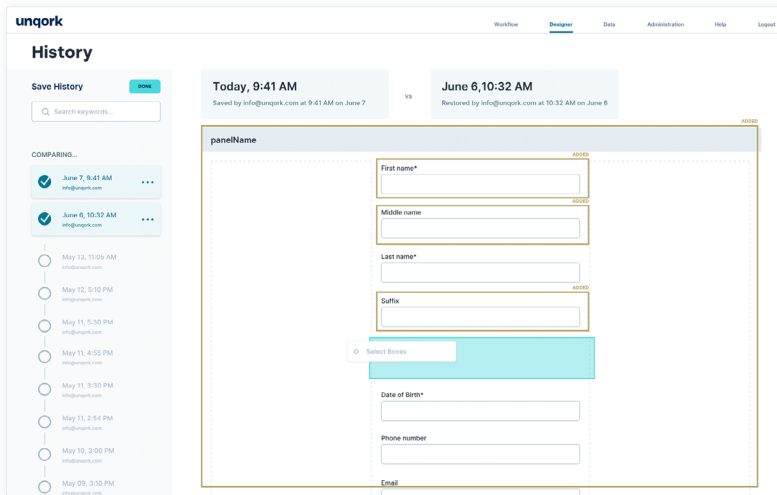 unqork
Workflow
Designer
Data
Administration
Help
Logout
History
Save History
DONE
Search keywords...
COMPARING...
June 7, 9:41 AM
info@unqork.com
June 6, 10:32 AM
info@unqork.com
May 13, 11:05 AM
info@unqork.com
May 12, 5:10 PM
info@unqork.com
May 11, 5:30 PM
info@unqork.com
May 11, 4:55 PM
info@unqork.com
May 11, 3:30 PM
info@unqork.com
May 11, 2:54 PM
info@unqork.com
May 10, 3:00 PM
info@unqork.com
May 09, 3:10 PM
info@unqork.com
Today, 9:41 AM
Saved by info@unqork.com at 9:41 AM on June 7
vs
June 6,10:32 AM
Restored by info@unqork.com at 10:32 AM on June 6
ADDED
panelName
ADDED
First name*
ADDED
Middle name
Last name*
ADDED
Suffix
Select Boxes
Date of Birth*
Phone number
Email